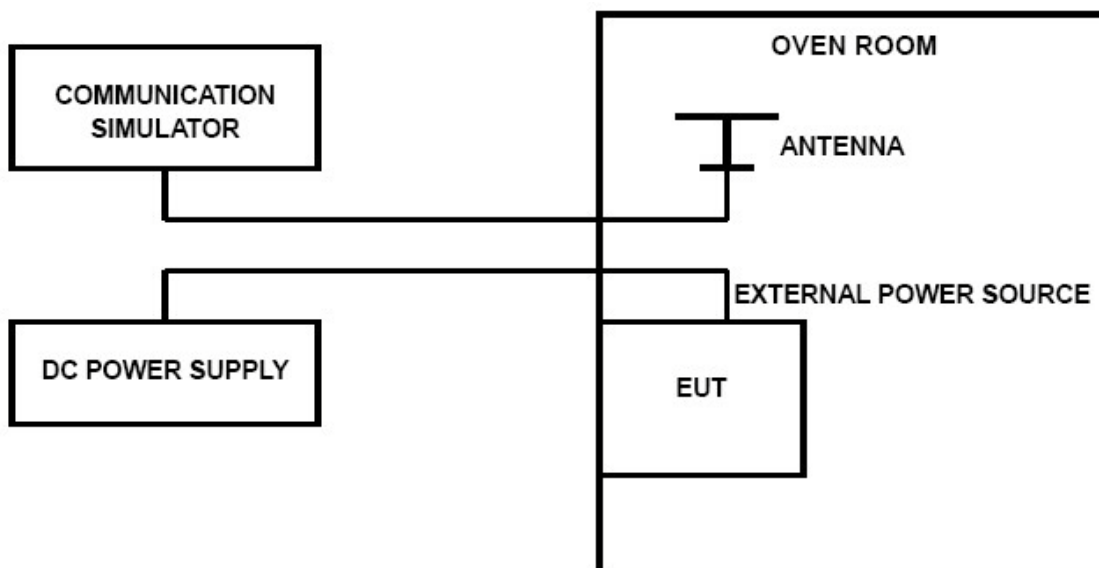 OVEN ROOM
COMMUNICATION
SIMULATOR
ANTENNA
EXTERNAL POWER SOURCE
DC POWER SUPPLY
EUT